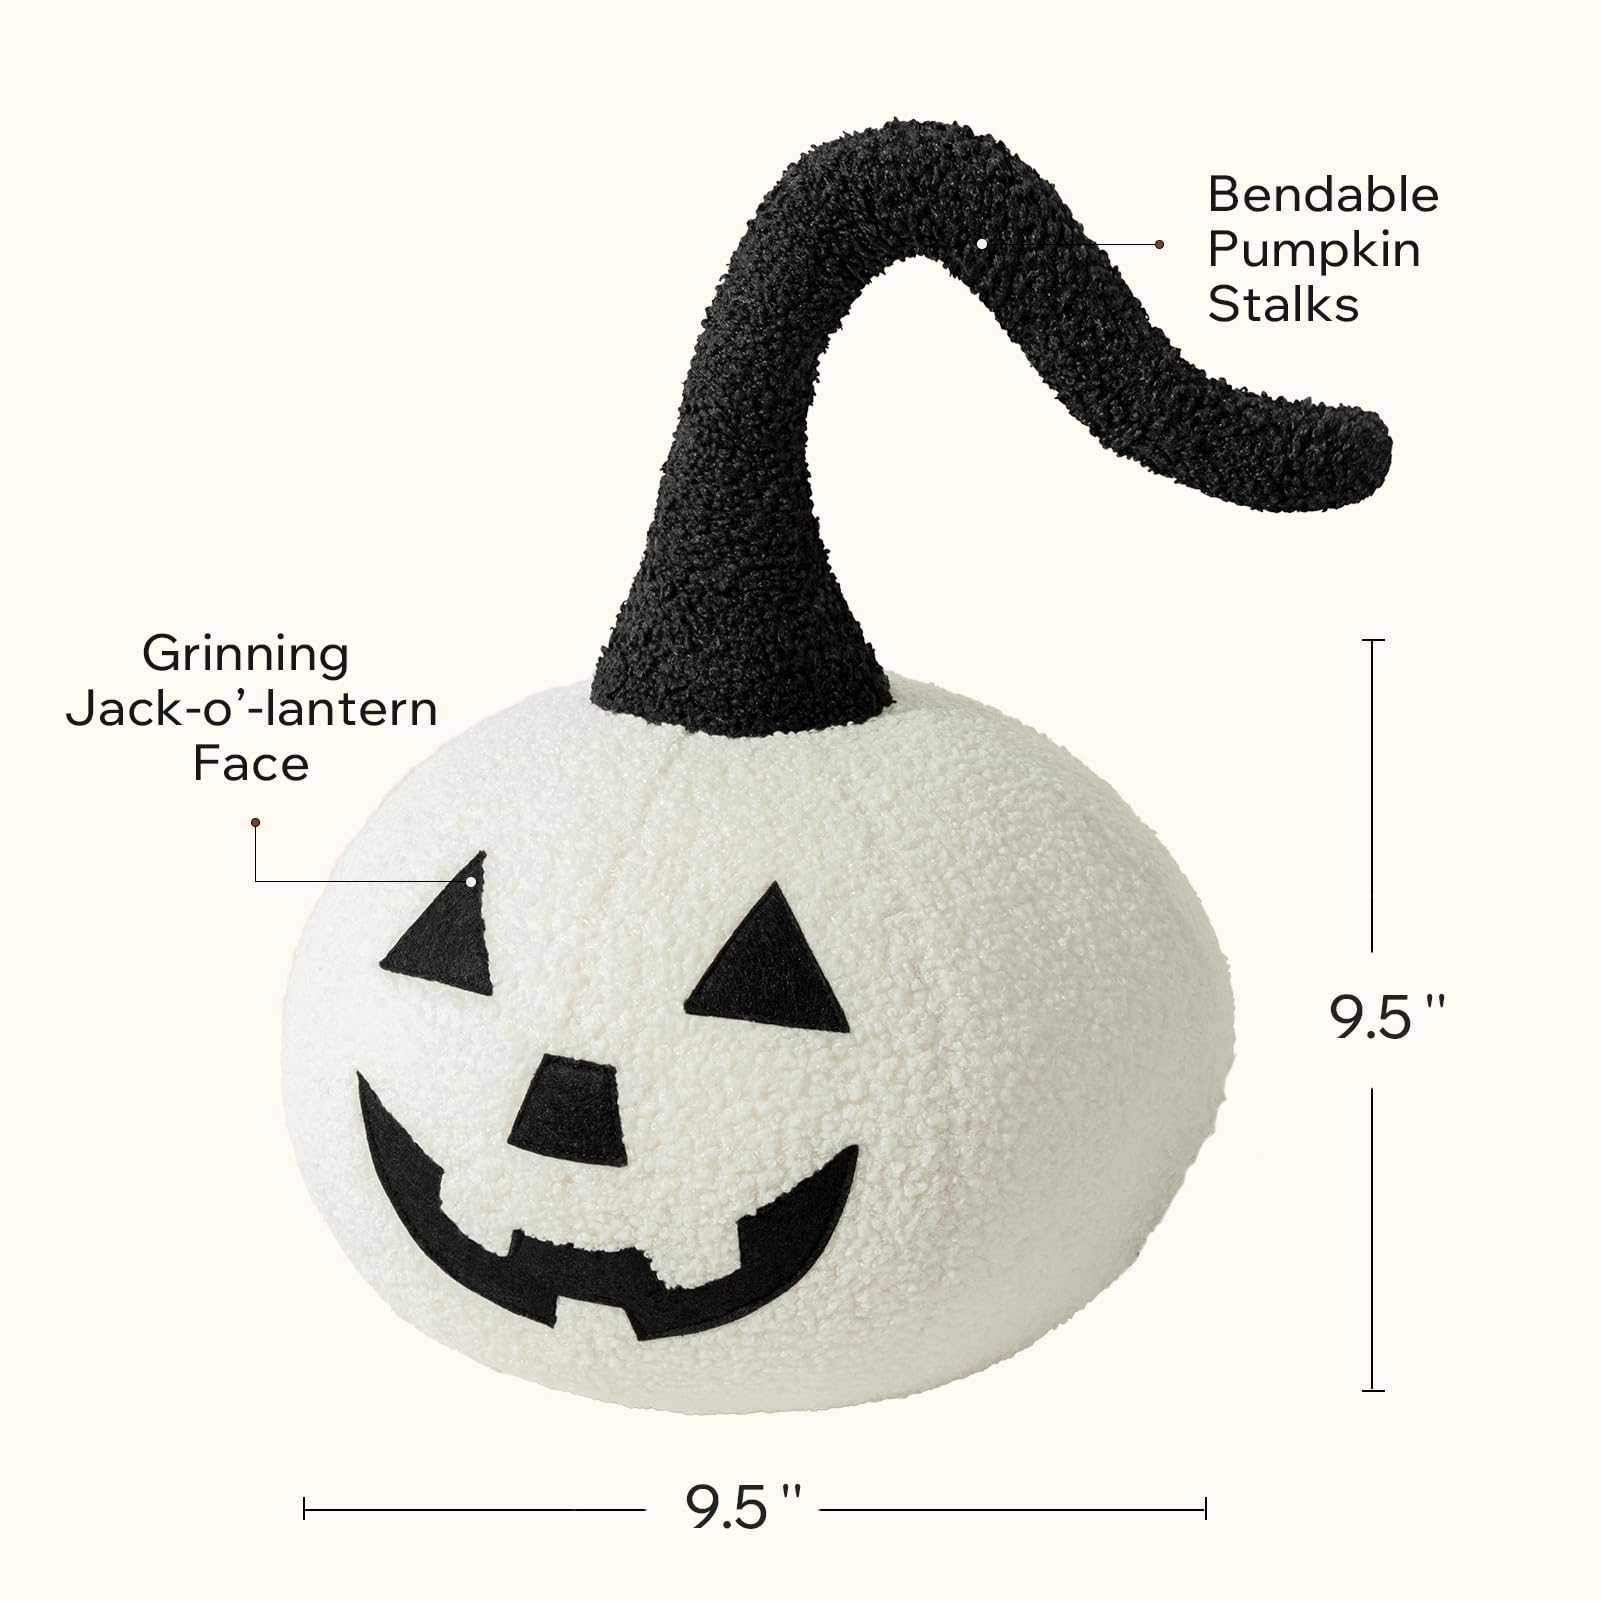 Bendable
Pumpkin
Stalks
Grinning
Jack-o’-lantern
Face
9.5"
9.5"